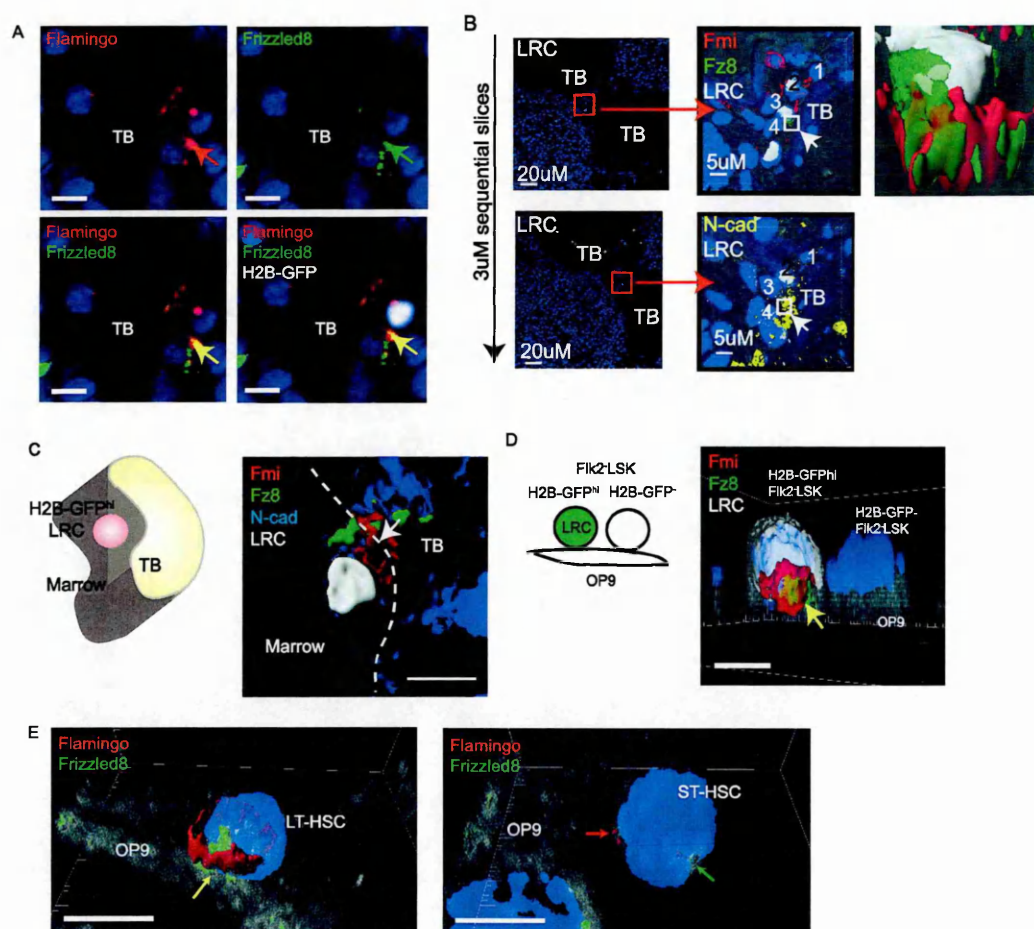 A
Flamingo
TB
Frizzled8
TB
Flamingo
Frizzled8
TB
Flamingo
Frizzled8
H2B-GFP
TB
B
3uM sequential slices
LRC
TB
TB
20uM
Fmi
Fz8
LRC
1
2
3
TB
4
5uM
LRC
TB
TB
20uM
N-cad
LRC
1
3
TB
4
5uM
C
H2B-GFPhi
LRC
TB
Marrow
Fmi
Fz8
N-cad
LRC
TB
Marrow
D
Flk2-LSK
H2B-GFPhi H2B-GFP-
LRC
OP9
Fmi
Fz8
LRC
H2B-GFPhi
Flk2-LSK
H2B-GFP-
Flk2-LSK
OP9
E
Flamingo
Frizzled8
LT-HSC
OP9
Flamingo
Frizzled8
ST-HSC
OP9